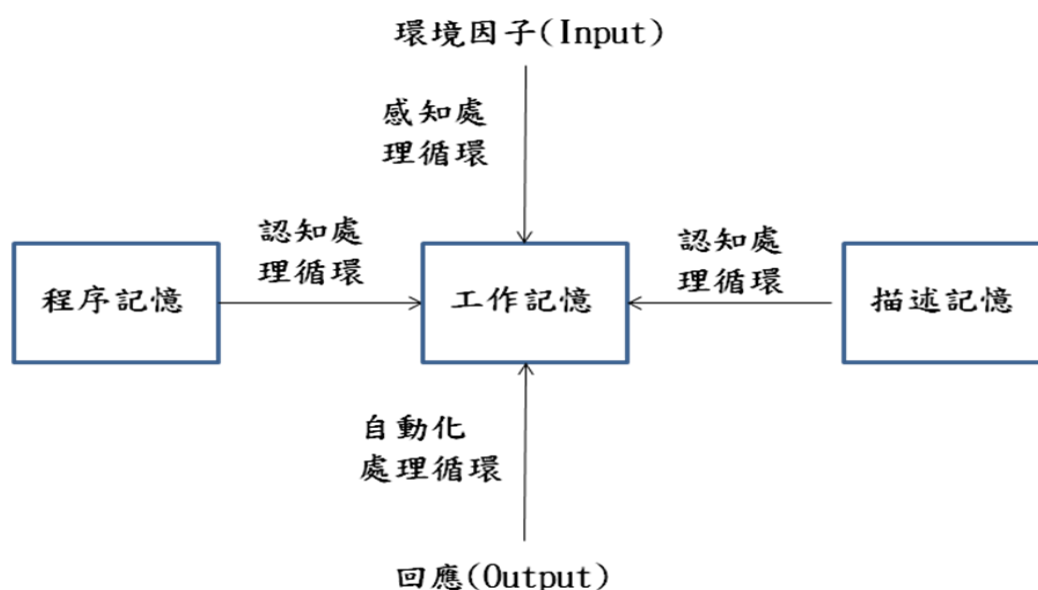 環境因子(Input)
感知處
理循環
認知處
理循環
認知處
理循環
程序記憶
工作記憶
描述記憶
自動化
處理循環
回應(Output)